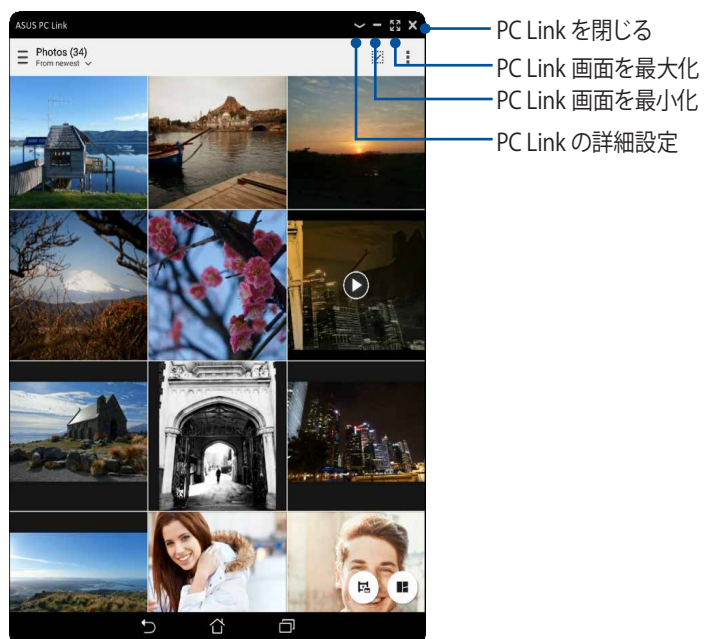 ASUS PC Link
Photos (34)
From newest
PC Link を閉じる
PC Link 画面を最大化
PC Link 画面を最小化
PC Link の詳細設定